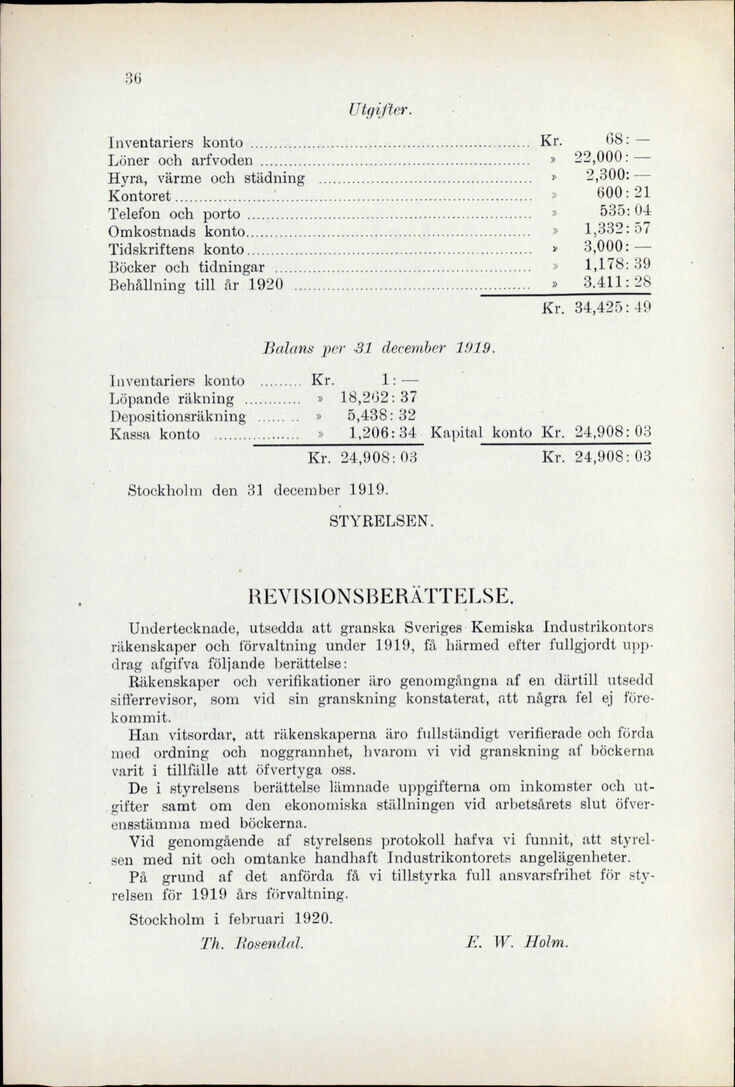 36
Utgifter.
Inventariers konto ........ Kr. 68: —
Löner och arfvoden ........ » 22,000: —
Hyra, värme och städning ........ » 2,300: —
Kontoret ........ » 600: 21
Telefon och porto ........ » 535: 04
Omkostnads konto ........ » 1,332: 57
Tidskriftens konto ........ » 3,000: —
Böcker och tidningar ........ » 1,178: 39
Behållning till år 1920 ........ » 3.411: 28
Kr. 34,425: 49
Balans per 31 december 1919.
Inventariers konto ......... Kr. 1: —
Löpande räkning ............ » 18,262: 37
Depositionsräkning ........ » 5,438: 32
Kassa konto .................. » 1,206: 34 Kapital konto Kr. 24,908: 03
Kr. 24,908: 03 Kr. 24,908: 03
Stockholm den 31 december 1919.
STYRELSEN.
REVISIONSBERÄTTELSE.
Undertecknade, utsedda att granska Sveriges Kemiska Industrikontors
räkenskaper och förvaltning under 1919, få härmed efter fullgjordt upp-
drag afgifva följande berättelse:
Räkenskaper och verifikationer äro genomgångna af en därtill utsedd
sifferrevisor, som vid sin granskning konstaterat, att några fel ej före-
kommit.
Han vitsordar, att räkenskaperna äro fullständigt verifierade och förda
med ordning och noggrannhet, hvarom vi vid granskning af böckerna
varit i tillfälle att öfvertyga oss.
De i styrelsens berättelse lämnade uppgifterna om inkomster och ut-
gifter samt om den ekonomiska ställningen vid arbetsårets slut öfver-
ensstämma med böckerna.
Vid genomgående af styrelsens protokoll hafva vi funnit, att styrel-
sen med nit och omtanke handhaft Industrikontorets angelägenheter.
På grund af det anförda få vi tillstyrka full ansvarsfrihet för sty-
relsen för 1919 års förvaltning.
Stockholm i februari 1920.
Th. Rosendal. E. W. Holm.